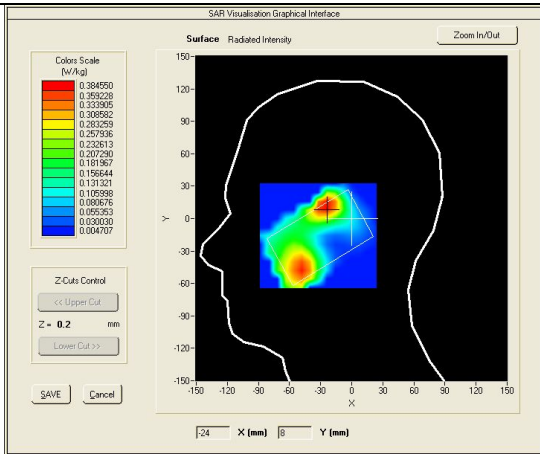 SAR Visualisation Graphical Interface
Surface Radiated Intensity
Zoom In/Out
Colors Scale
(W/kg)
0.384550
0.359228
0.333905
0.308582
0.283259
0.257936
0.232613
0.207290
0.181967
0.156644
0.131321
0.105998
0.080676
0.055353
0.030030
0.004707
Z-Cuts Control
<< Upper Cut
Z = 0.2 mm
Lower Cut >>
SAVE Cancel
150
120
90
60
30
0
-30
-60
-90
-120
-150
Y
-150 -120 -90 -60 -30 0 30 60 90 120 150
X
-24 X (mm) 8 Y (mm)